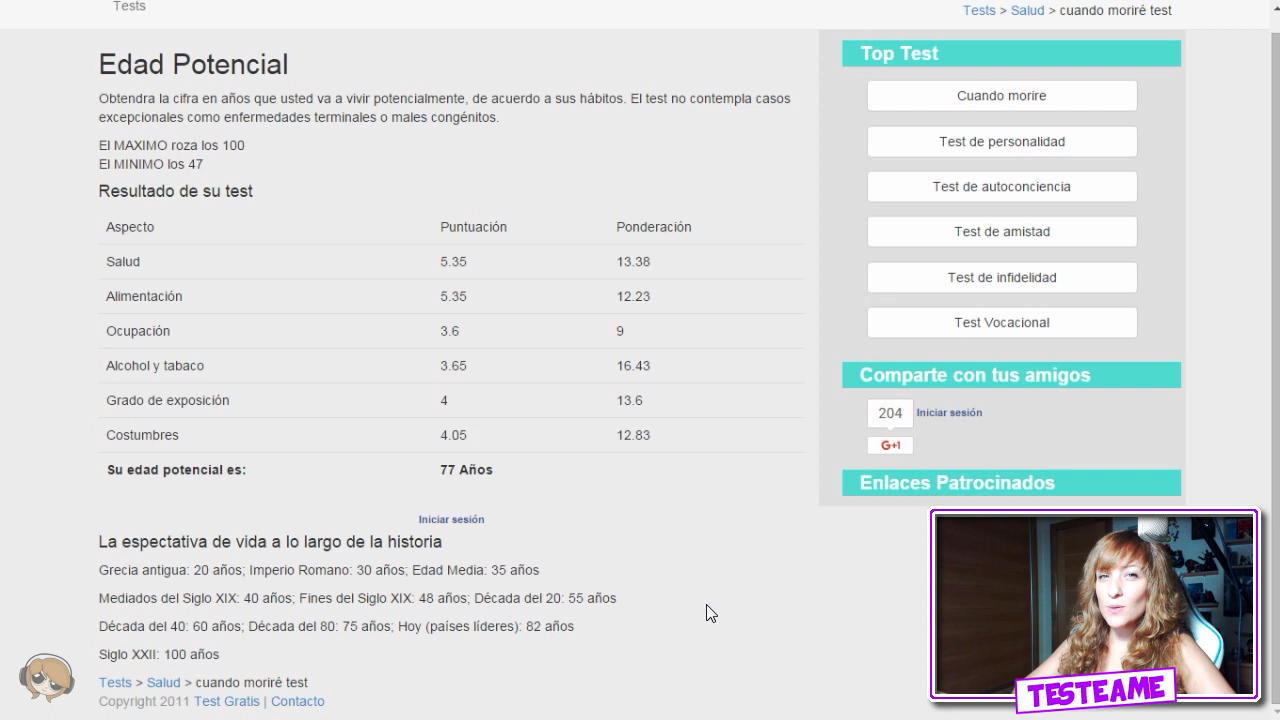 Tests
Tests > Salud > cuando moriré test
Edad Potencial
Obtendra la cifra en años que usted va a vivir potencialmente, de acuerdo a sus hábitos. El test no contempla casos
excepcionales como enfermedades terminales o males congénitos.
El MAXIMO roza los 100
El MINIMO los 47
Resultado de su test
Aspecto Puntuación Ponderación
Salud 5.35 13.38
Alimentación 5.35 12.23
Ocupación 3.6 9
Alcohol y tabaco 3.65 16.43
Grado de exposición 4 13.6
Costumbres 4.05 12.83
Su edad potencial es: 77 Años
Iniciar sesión
La espectativa de vida a lo largo de la historia
Grecia antigua: 20 años; Imperio Romano: 30 años; Edad Media: 35 años
Mediados del Siglo XIX: 40 años; Fines del Siglo XIX: 48 años; Década del 20: 55 años
Década del 40: 60 años; Década del 80: 75 años; Hoy (países líderes): 82 años
Siglo XXII: 100 años
Tests > Salud > cuando moriré test
Copyright 2011 Test Gratis | Contacto
Top Test
Cuando morire
Test de personalidad
Test de autoconciencia
Test de amistad
Test de infidelidad
Test Vocacional
Comparte con tus amigos
204 Iniciar sesión
G+1
Enlaces Patrocinados
TESTEAME